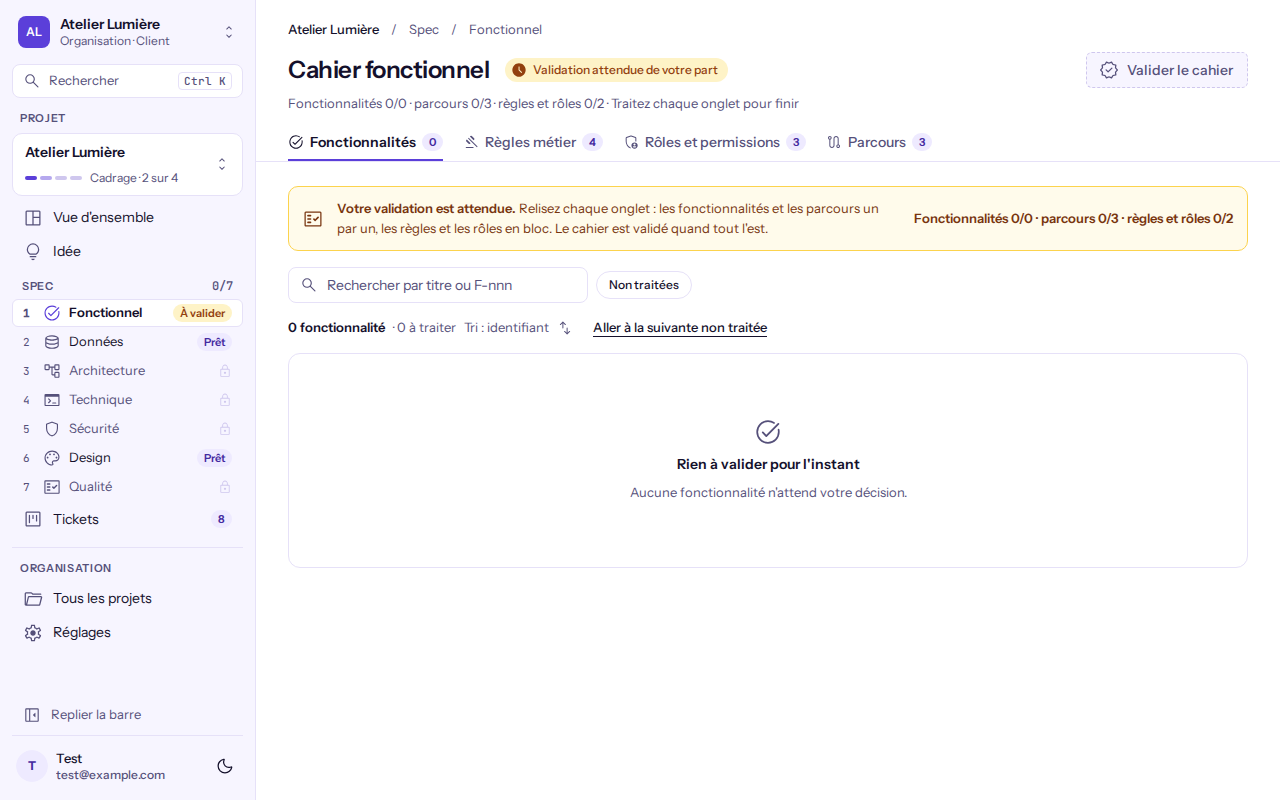 AL
Atelier Lumière
Organisation·Client
Rechercher
Ctrl K
PROJET
Atelier Lumière
Cadrage·2 sur 4
Vue d'ensemble
Idée
SPEC 0/7
1 Fonctionnel À valider
2 Données Prêt
3 Architecture
4 Technique
5 Sécurité
6 Design Prêt
7 Qualité
Tickets 8
ORGANISATION
Tous les projets
Réglages
Replier la barre
T
Test
test@example.com
Atelier Lumière / Spec / Fonctionnel
Cahier fonctionnel
Validation attendue de votre part
Valider le cahier
Fonctionnalités 0/0 · parcours 0/3 · règles et rôles 0/2 · Traitez chaque onglet pour finir
Fonctionnalités 0
Règles métier 4
Rôles et permissions 3
Parcours 3
Votre validation est attendue. Relisez chaque onglet : les fonctionnalités et les parcours un
par un, les règles et les rôles en bloc. Le cahier est validé quand tout l'est.
Fonctionnalités 0/0 · parcours 0/3 · règles et rôles 0/2
Rechercher par titre ou F-nnn
Non traitées
0 fonctionnalité · 0 à traiter Tri : identifiant
Aller à la suivante non traitée
Rien à valider pour l'instant
Aucune fonctionnalité n'attend votre décision.